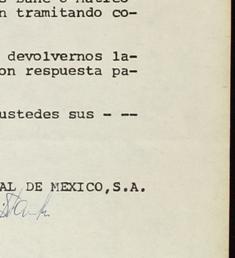 n tramitando co-
devolvernos la-
on respuesta pa-
ustedes sus - --
AL DE MEXICO,S.A.